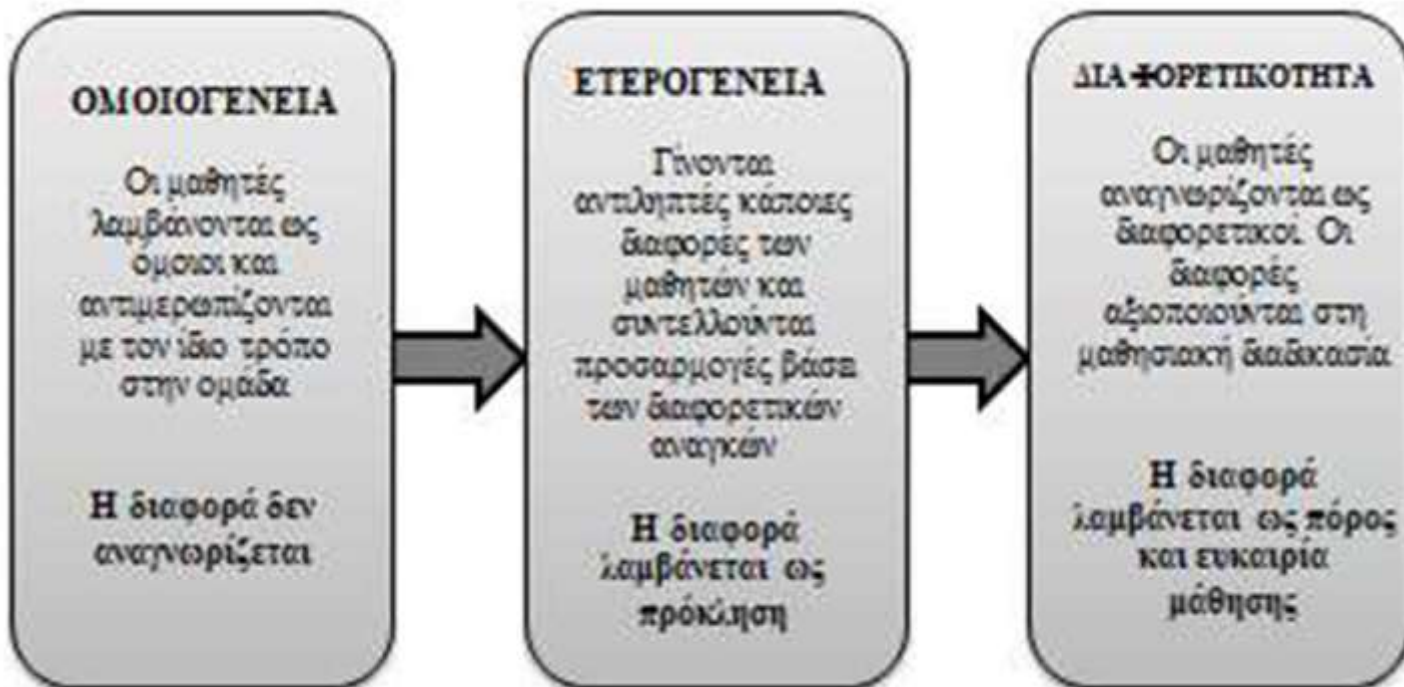 ΟΜΟΙΟΓΕΝΕΙΑ
Οι μαθητές
λαμβάνονται ως
όμοιοι και
αντιμερωπίζονται
με τον ίδιο τρόπο
στην ομάδα
Η διαφορά δεν
αναγνωρίζεται
ΕΤΕΡΟΓΕΝΕΙΑ
Γίνονται
αντιληπτές κάποιες
διαφορές των
μαθητών και
συντελλούνται
προσαρμογές βάσει
των διαφορετικών
αναγκών
Η διαφορά
λαμβάνεται ως
πρόκληση
ΔΙΑΦΟΡΕΤΙΚΟΤΗΤΑ
Οι μαθητές
αναγνωρίζονται ως
διαφορετικοί. Οι
διαφορές
αξιοποιούνται στη
μαθησιακή διαδικασία
Η διαφορά
λαμβάνεται ως πόρος
και ευκαιρία
μάθησης